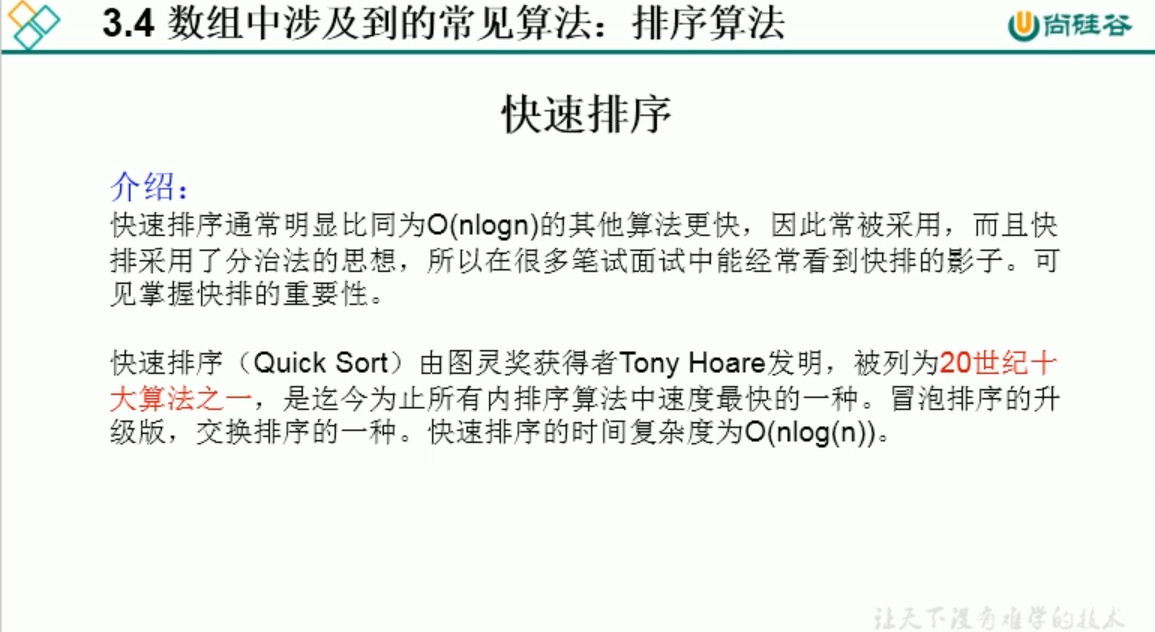 3.4 数组中涉及到的常见算法：排序算法
尚硅谷
快速排序
介绍：
快速排序通常明显比同为O(nlogn)的其他算法更快，因此常被采用，而且快
排采用了分治法的思想，所以在很多笔试面试中能经常看到快排的影子。可
见掌握快排的重要性。
快速排序（Quick Sort）由图灵奖获得者Tony Hoare发明，被列为20世纪十
大算法之一，是迄今为止所有内排序算法中速度最快的一种。冒泡排序的升
级版，交换排序的一种。快速排序的时间复杂度为O(nlog(n))。
让天下没有难学的技术